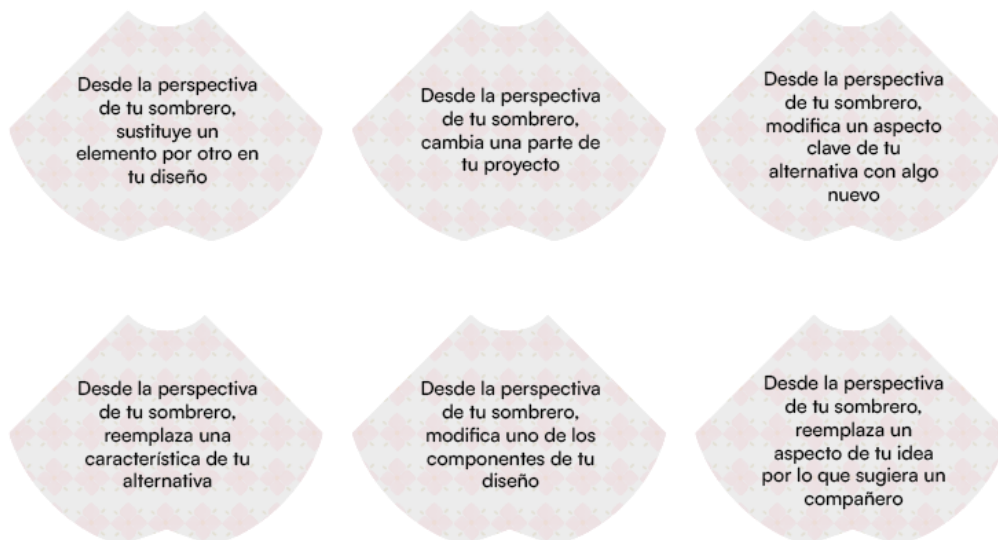 Desde la perspectiva
de tu sombrero,
sustituye un
elemento por otro en
tu diseño
Desde la perspectiva
de tu sombrero,
cambia una parte de
tu proyecto
Desde la perspectiva
de tu sombrero,
modifica un aspecto
clave de tu
alternativa con algo
nuevo
Desde la perspectiva
de tu sombrero,
reemplaza una
característica de tu
alternativa
Desde la perspectiva
de tu sombrero,
modifica uno de los
componentes de tu
diseño
Desde la perspectiva
de tu sombrero,
reemplaza un
aspecto de tu idea
por lo que sugiera un
compañero